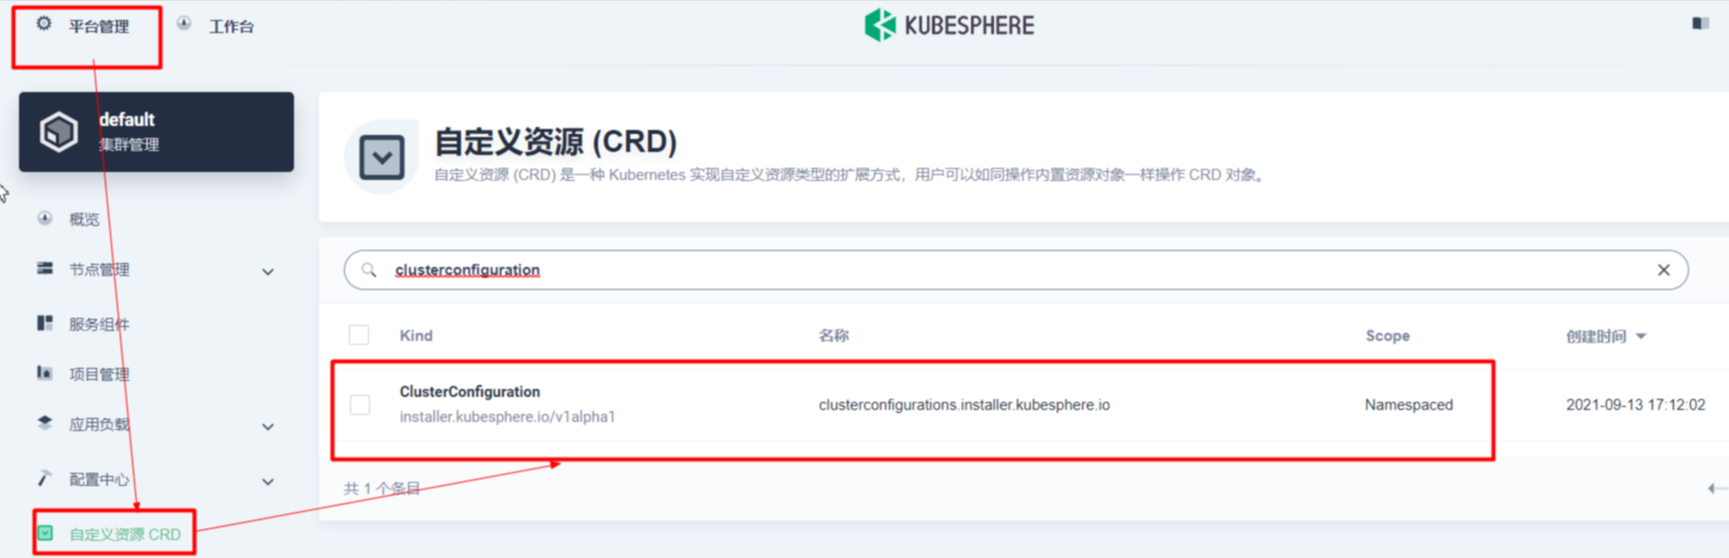 平台管理
工作台
KUBESPHERE
default
集群管理
概览
节点管理
服务组件
项目管理
应用负载
配置中心
自定义资源 CRD
自定义资源 (CRD)
自定义资源 (CRD) 是一种 Kubernetes 实现自定义资源类型的扩展方式，用户可以如同操作内置资源对象一样操作 CRD 对象。
clusterconfiguration
Kind 名称 Scope 创建时间
ClusterConfiguration
installer.kubesphere.io/v1alpha1
clusterconfigurations.installer.kubesphere.io
Namespaced
2021-09-13 17:12:02
共 1 个条目